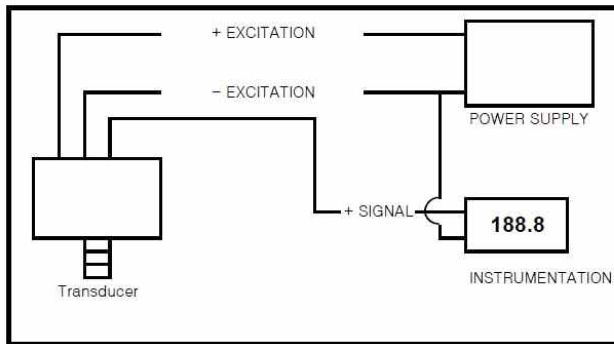 + EXCITATION
− EXCITATION
POWER SUPPLY
+ SIGNAL
188.8
INSTRUMENTATION
Transducer